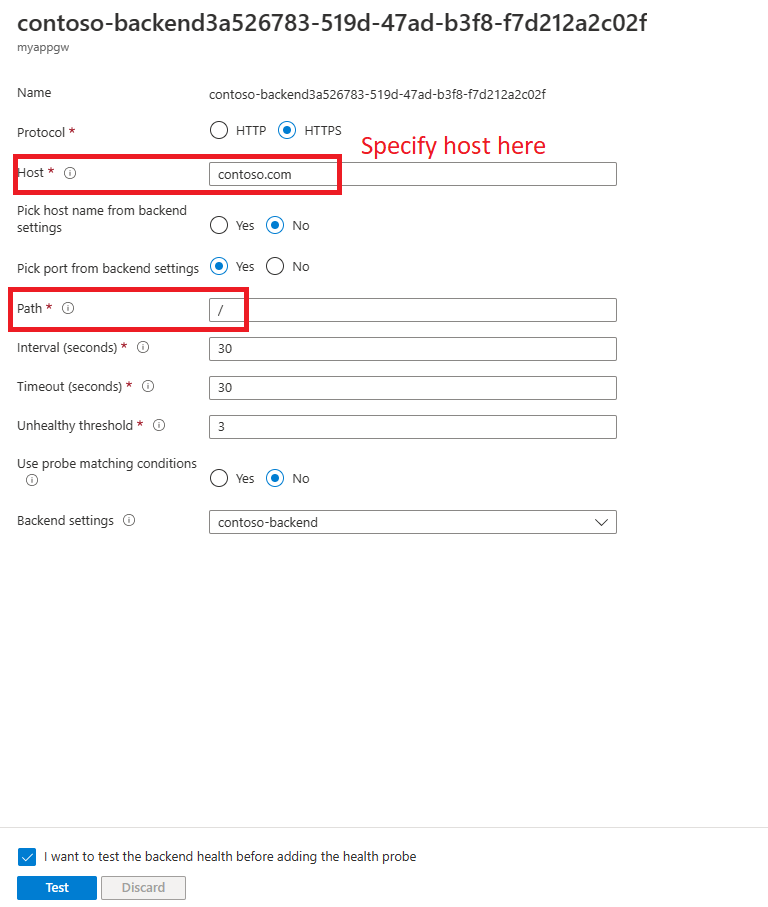 contoso-backend3a526783-519d-47ad-b3f8-f7d212a2c02f
myappgw
Name contoso-backend3a526783-519d-47ad-b3f8-f7d212a2c02f
Protocol * HTTP HTTPS
Specify host here
Host * contoso.com
Pick host name from backend
settings Yes No
Pick port from backend settings Yes No
Path * /
Interval (seconds) * 30
Timeout (seconds) * 30
Unhealthy threshold * 3
Use probe matching conditions
Yes No
Backend settings contoso-backend
I want to test the backend health before adding the health probe
Test Discard